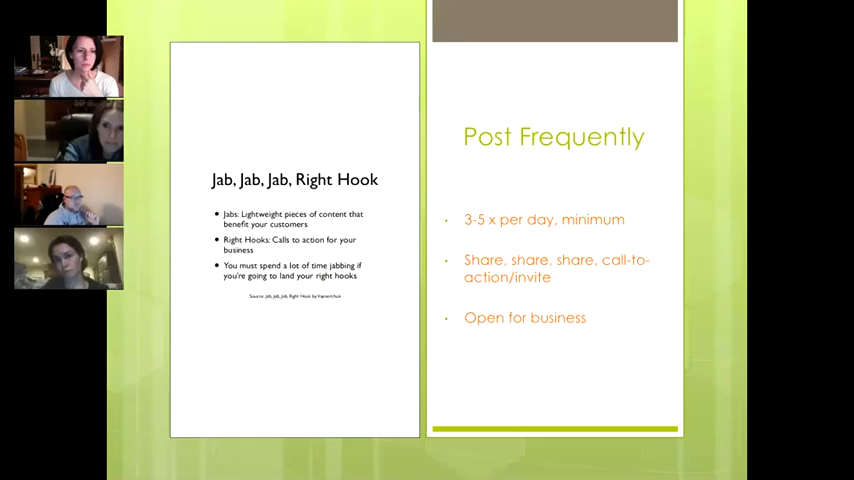 Jab, Jab, Jab, Right Hook
• Jabs: Lightweight pieces of content that
benefit your customers
• Right Hooks: Calls to action for your
business
• You must spend a lot of time jabbing if
you're going to land your right hooks
Source: Jab, Jab, Jab, Right Hook by Vaynerchuk
Post Frequently
• 3-5 x per day, minimum
• Share, share, share, call-to-
action/invite
• Open for business